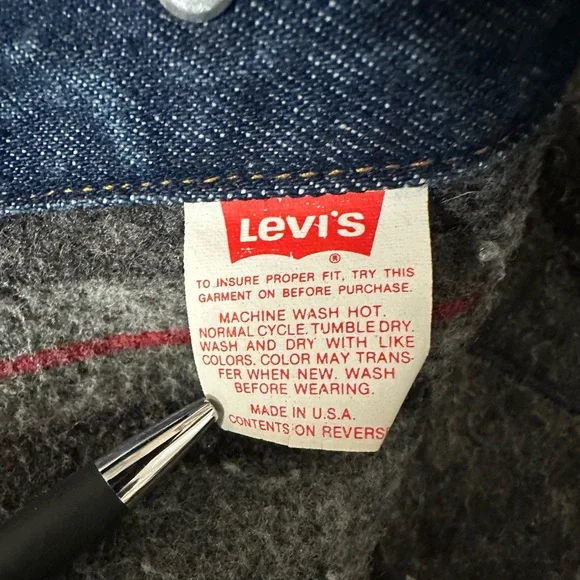 LEVI'S
®
TO INSURE PROPER FIT, TRY THIS
GARMENT ON BEFORE PURCHASE.
MACHINE WASH HOT.
NORMAL CYCLE. TUMBLE DRY.
WASH AND DRY WITH LIKE
COLORS. COLOR MAY TRANS-
FER WHEN NEW. WASH
BEFORE WEARING.
MADE IN U.S.A.
CONTENTS ON REVERS